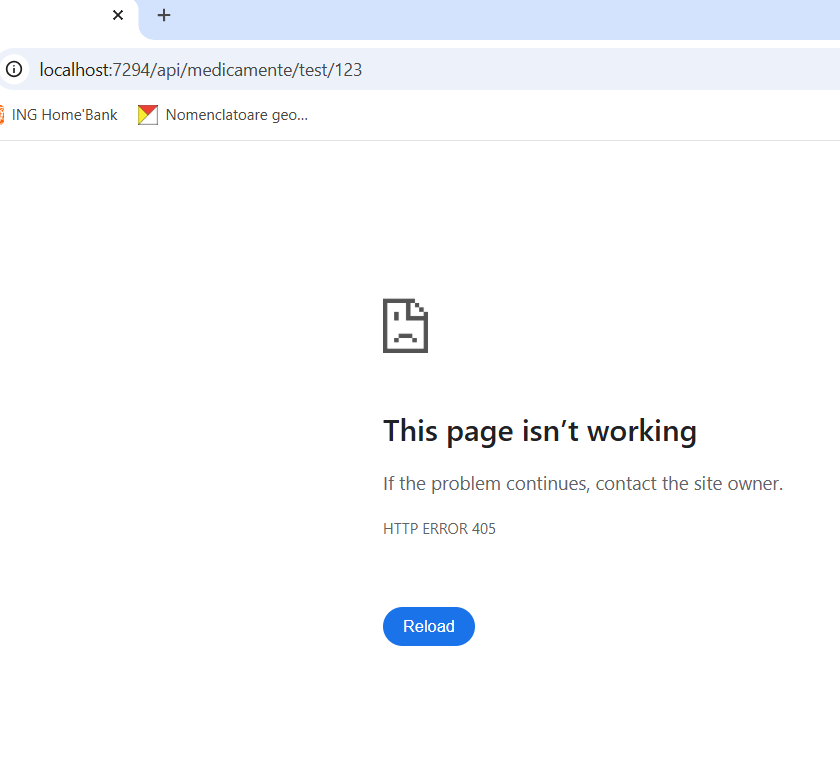 localhost:7294/api/medicamente/test/123
ING Home'Bank Nomenclatoare geo...
This page isn’t working
If the problem continues, contact the site owner.
HTTP ERROR 405
Reload